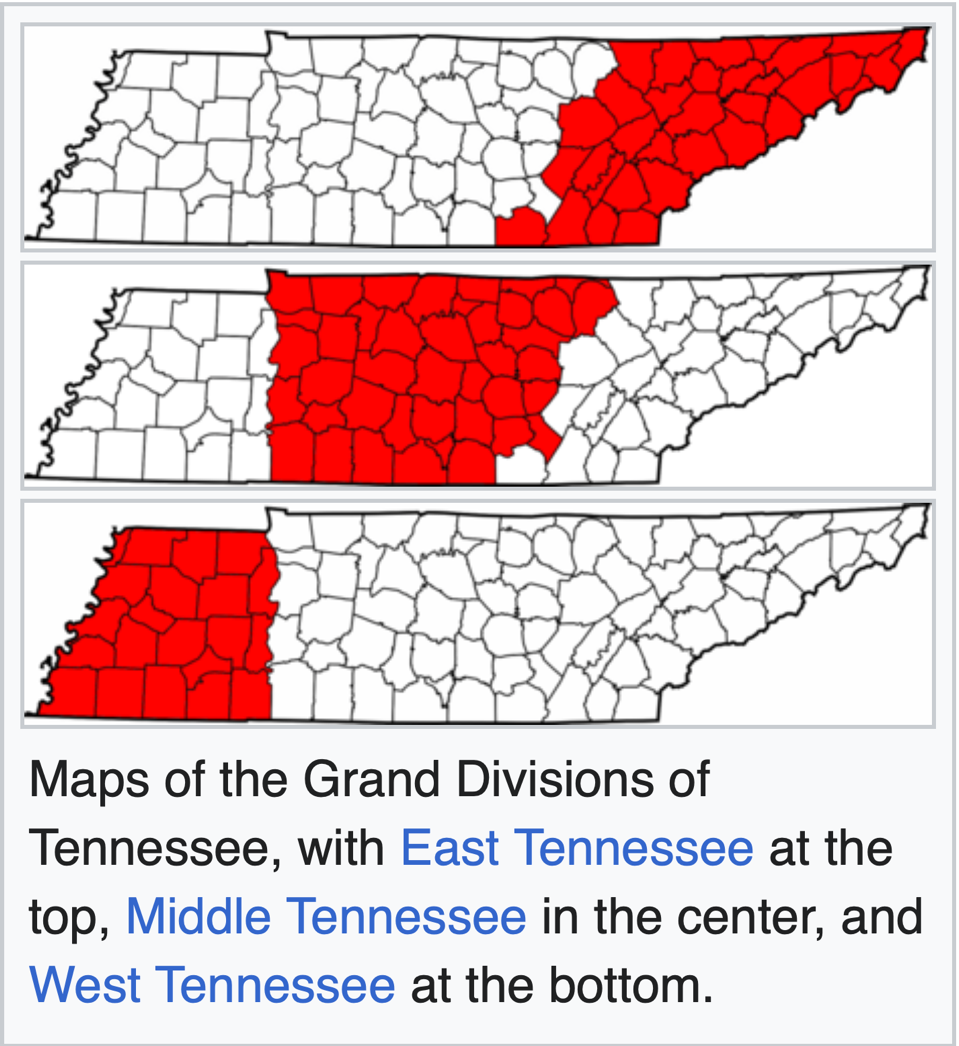 Maps of the Grand Divisions of
Tennessee, with East Tennessee at the
top, Middle Tennessee in the center, and
West Tennessee at the bottom.